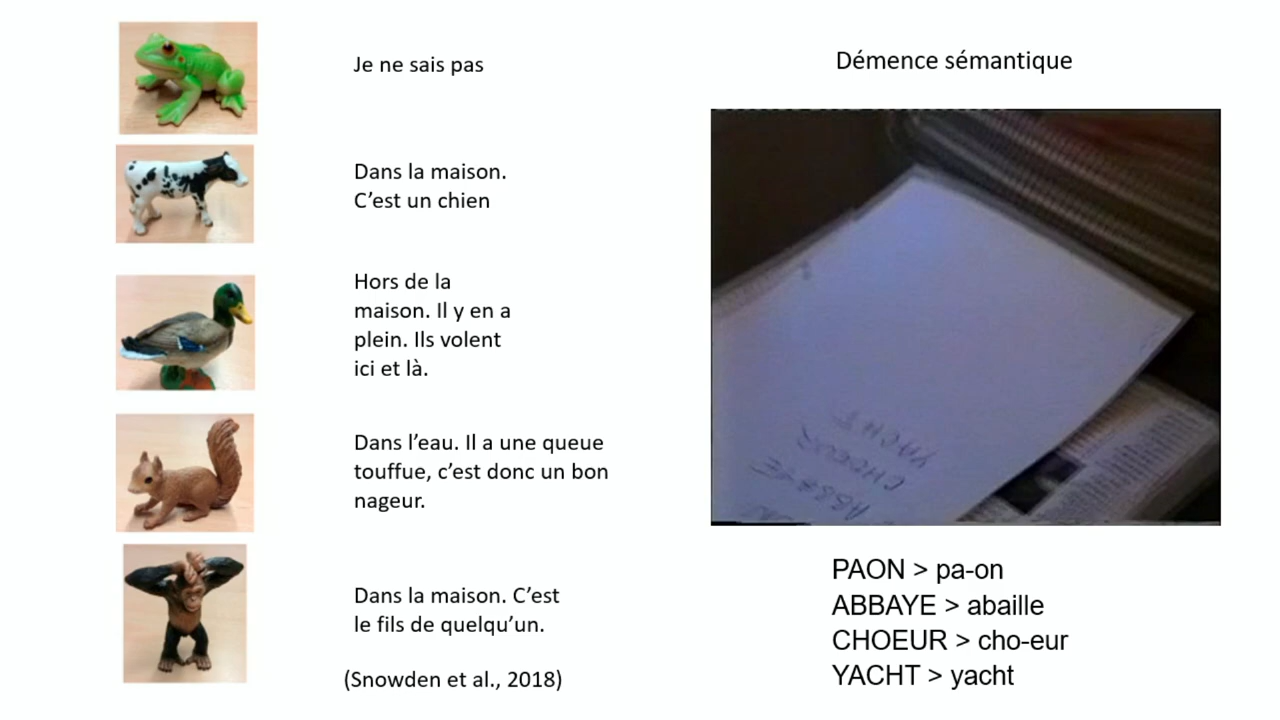 Je ne sais pas
Dans la maison.
C’est un chien
Hors de la
maison. Il y en a
plein. Ils volent
ici et là.
Dans l’eau. Il a une queue
touffue, c’est donc un bon
nageur.
Dans la maison. C’est
le fils de quelqu’un.
(Snowden et al., 2018)
Démence sémantique
YACHT
CHOEUR
ABBAYE
PAON > pa-on
ABBAYE > abaille
CHOEUR > cho-eur
YACHT > yacht